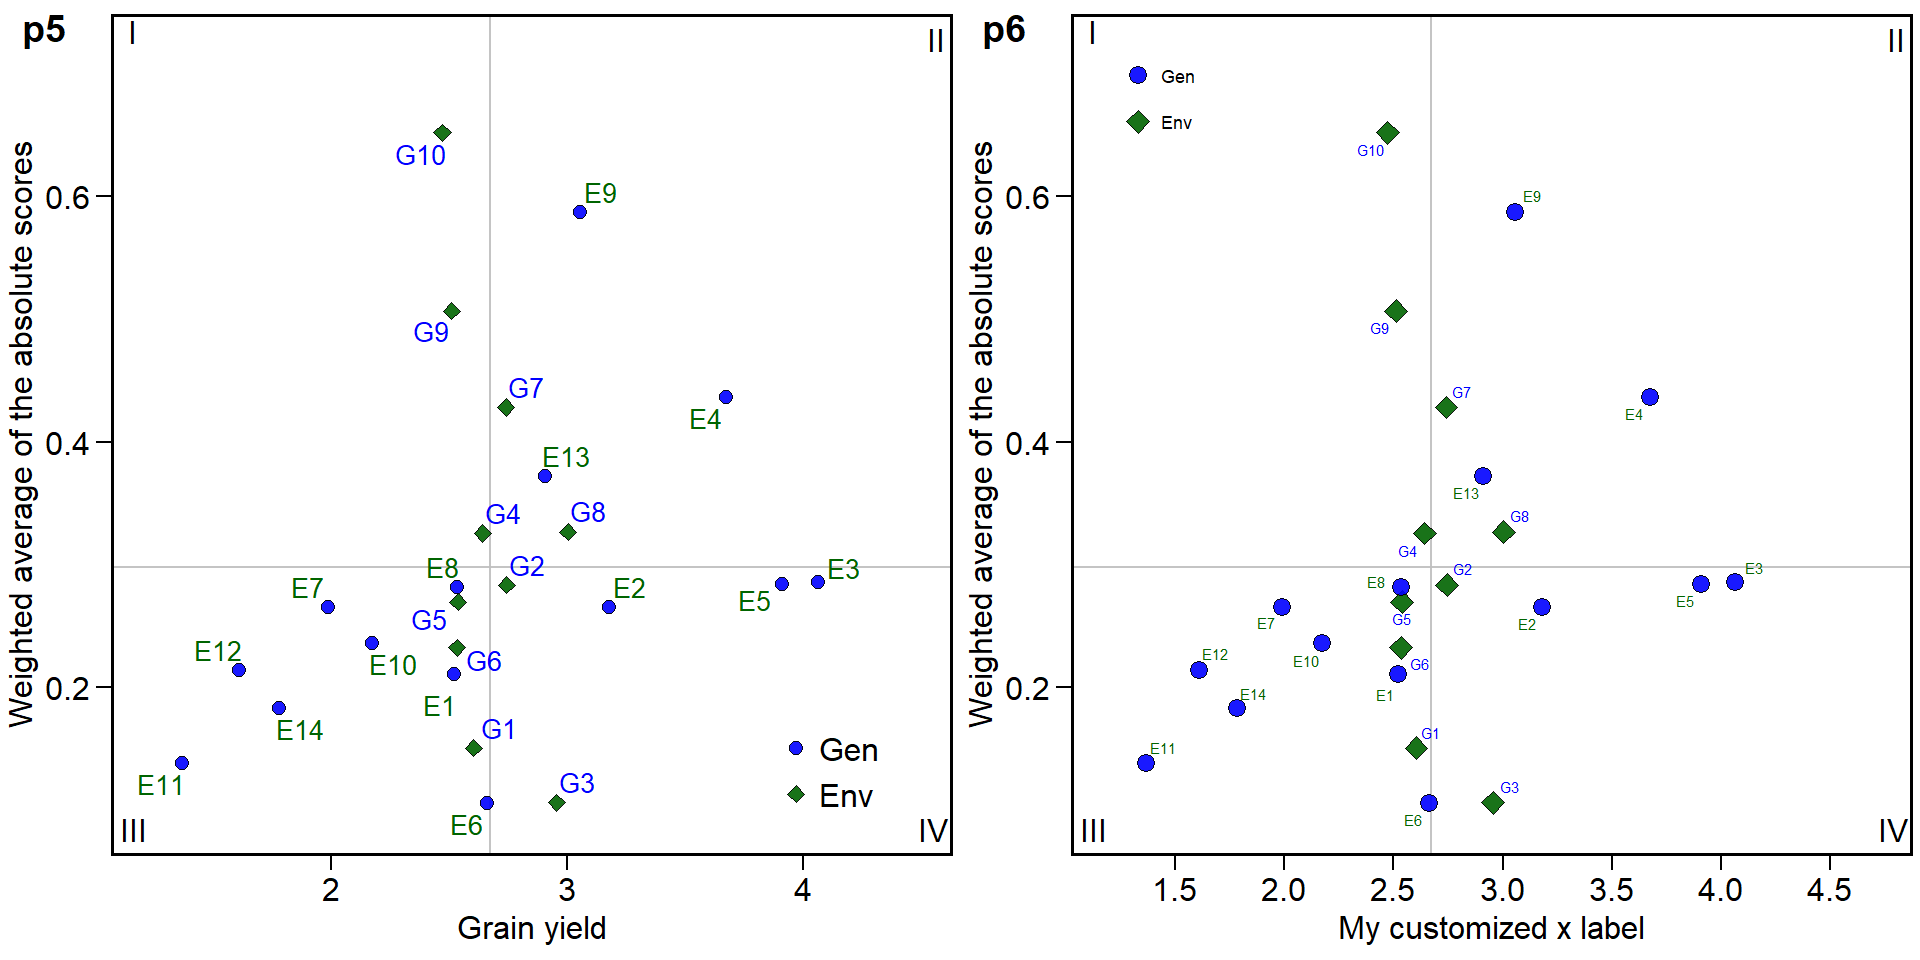 p5
I
II
G10
E9
G9
G7
E4
E13
G4
G8
E8
G2
E7
E2
E3
E5
G5
E12
E10
G6
E14
E1
G1
E11
G3
E6
Gen
Env
III
IV
0.6
0.4
0.2
Weighted average of the absolute scores
2
3
4
Grain yield
p6
I
II
Gen
Env
G10
E9
G9
G7
E4
E13
G8
G4
E8
G2
E3
E5
G5
E7
E2
E12
E10
G6
E14
E1
G1
E11
G3
E6
III
IV
0.6
0.4
0.2
Weighted average of the absolute scores
1.5
2.0
2.5
3.0
3.5
4.0
4.5
My customized x label